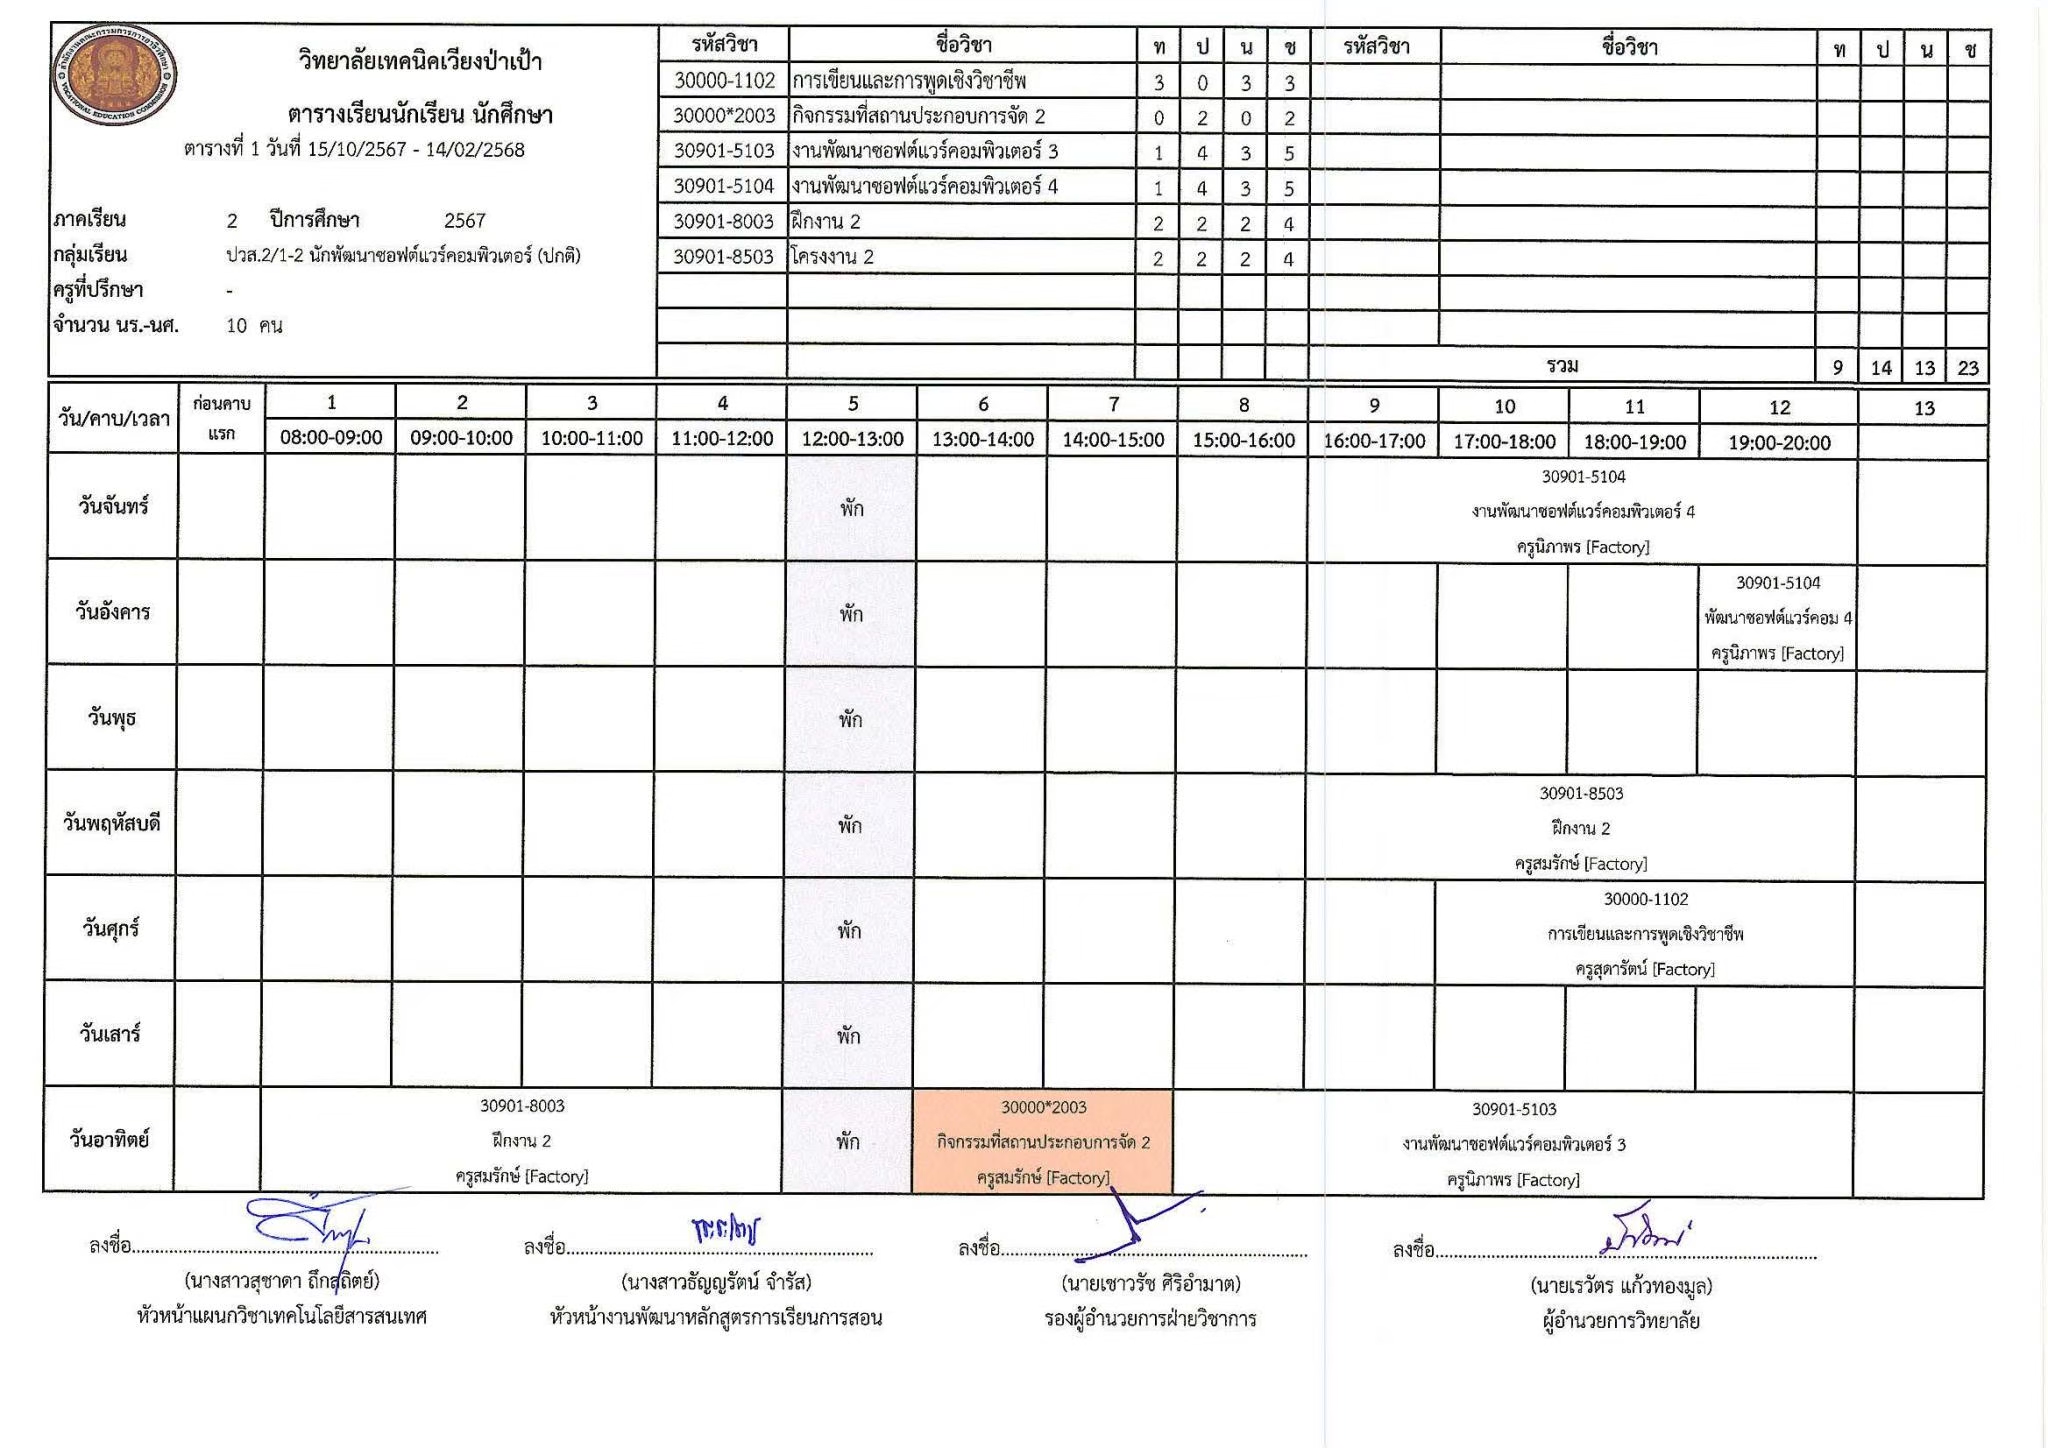 วิทยาลัยเทคนิคเวียงป่าเป้า
ตารางเรียนนักเรียน นักศึกษา
ตารางที่ 1 วันที่ 15/10/2567 - 14/02/2568
ภาคเรียน 2 ปีการศึกษา 2567
กลุ่มเรียน ปวส.2/1-2 นักพัฒนาซอฟต์แวร์คอมพิวเตอร์ (ปกติ)
ครูที่ปรึกษา -
จำนวน นร.-นศ. 10 คน
รหัสวิชา ชื่อวิชา ท ป น ช รหัสวิชา ชื่อวิชา ท ป น ช
30000-1102 การเขียนและการพูดเชิงวิชาชีพ 3 0 3 3
30000*2003 กิจกรรมที่สถานประกอบการจัด 2 0 2 0 2
30901-5103 งานพัฒนาซอฟต์แวร์คอมพิวเตอร์ 3 1 4 3 5
30901-5104 งานพัฒนาซอฟต์แวร์คอมพิวเตอร์ 4 1 4 3 5
30901-8003 ฝึกงาน 2 2 2 2 4
30901-8503 โครงงาน 2 2 2 2 4
รวม 9 14 13 23
วัน/คาบ/เวลา ก่อนคาบ 1 2 3 4 5 6 7 8 9 10 11 12 13
แรก 08:00-09:00 09:00-10:00 10:00-11:00 11:00-12:00 12:00-13:00 13:00-14:00 14:00-15:00 15:00-16:00 16:00-17:00 17:00-18:00 18:00-19:00 19:00-20:00
30901-5104
วันจันทร์ พัก งานพัฒนาซอฟต์แวร์คอมพิวเตอร์ 4
ครูนิภาพร [Factory]
30901-5104
วันอังคาร พัก พัฒนาซอฟต์แวร์คอม 4
ครูนิภาพร [Factory]
วันพุธ พัก
30901-8503
วันพฤหัสบดี พัก ฝึกงาน 2
ครูสมรักษ์ [Factory]
30000-1102
วันศุกร์ พัก การเขียนและการพูดเชิงวิชาชีพ
ครูสุดารัตน์ [Factory]
วันเสาร์ พัก
30901-8003 30000*2003 30901-5103
วันอาทิตย์ ฝึกงาน 2 พัก กิจกรรมที่สถานประกอบการจัด 2 งานพัฒนาซอฟต์แวร์คอมพิวเตอร์ 3
ครูสมรักษ์ [Factory] ครูสมรักษ์ [Factory] ครูนิภาพร [Factory]
ลงชื่อ ลงชื่อ ลงชื่อ ลงชื่อ
(นางสาวสุชาดา ถึกสถิตย์) (นางสาวธัญญรัตน์ จำรัส) (นายเชาวรัช ศิริอำมาต) (นายเรวัตร แก้วทองมูล)
หัวหน้าแผนกวิชาเทคโนโลยีสารสนเทศ หัวหน้างานพัฒนาหลักสูตรการเรียนการสอน รองผู้อำนวยการฝ่ายวิชาการ ผู้อำนวยการวิทยาลัย